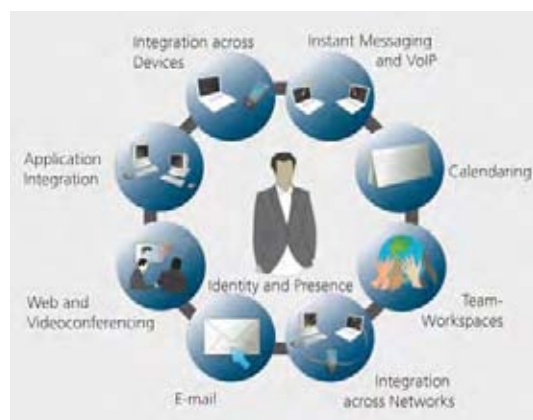 Integration across
Devices
Instant Messaging
and VoIP
Application
Integration
Calendaring
Identity and Presence
Web and
Videoconferencing
Team-
Workspaces
E-mail
Integration
across Networks